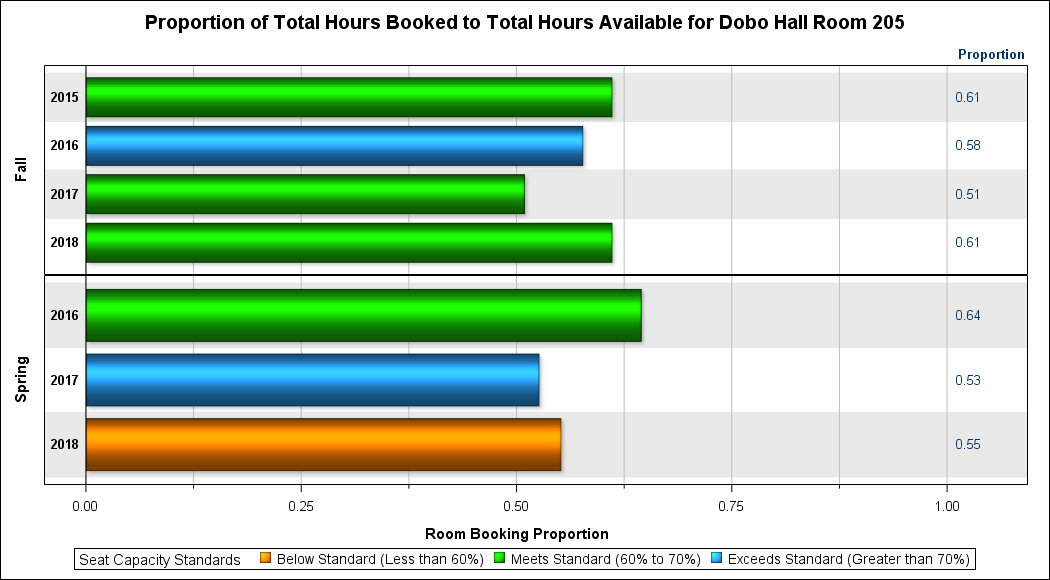 Proportion of Total Hours Booked to Total Hours Available for Dobo Hall Room 205
Proportion
Fall
2015 0.61
2016 0.58
2017 0.51
2018 0.61
Spring
2016 0.64
2017 0.53
2018 0.55
0.00 0.25 0.50 0.75 1.00
Room Booking Proportion
Seat Capacity Standards Below Standard (Less than 60%) Meets Standard (60% to 70%) Exceeds Standard (Greater than 70%)